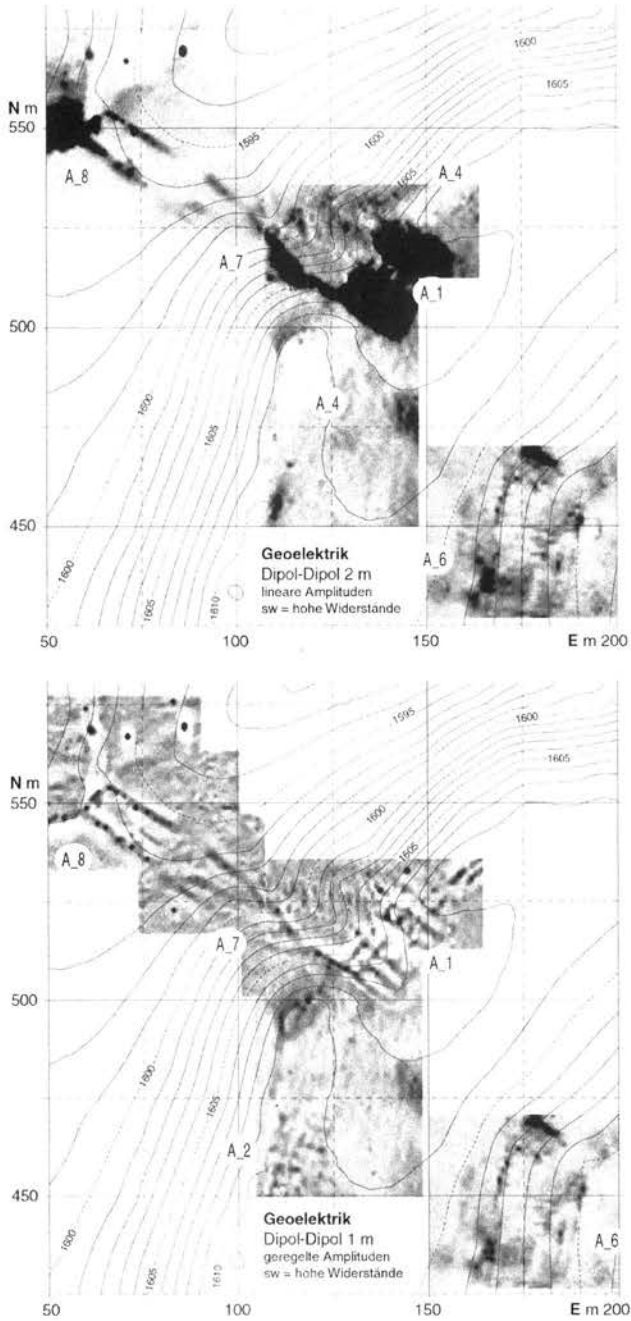 N m
550
500
450
A_8
A_7
A_4
A_1
A_4
A_6
1595
1600
1605
1600
1605
1600
1605
1600
1605
1610
Geoelektrik
Dipol-Dipol 2 m
lineare Amplituden
sw = hohe Widerstände
50
100
150
E m 200
N m
550
500
450
A_8
A_7
A_1
A_2
A_6
1595
1600
1605
1600
1605
1600
1605
1600
1605
1610
Geoelektrik
Dipol-Dipol 1 m
geregelte Amplituden
sw = hohe Widerstände
50
100
150
E m 200